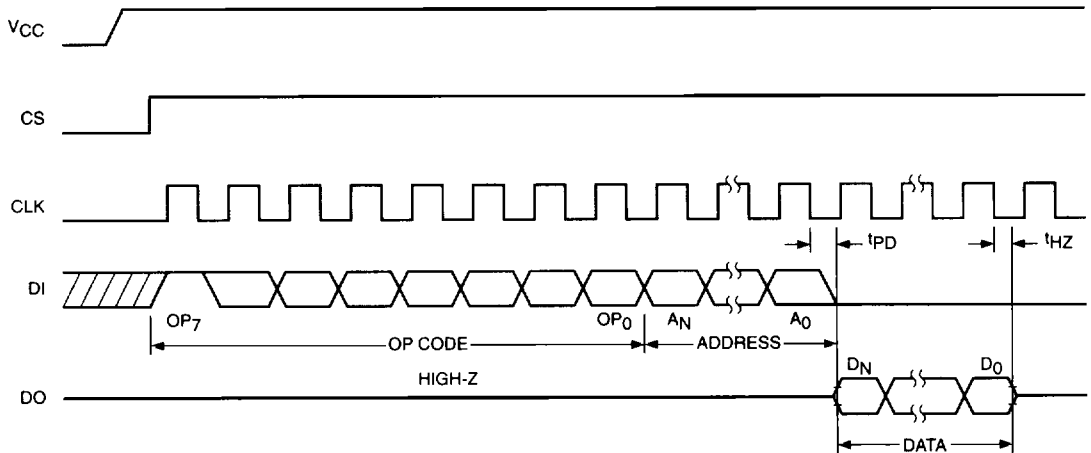 VCC
CS
CLK
tPD
tHZ
DI
OP7
OP0
AN
A0
OP CODE
ADDRESS
HIGH-Z
DN
D0
DO
DATA